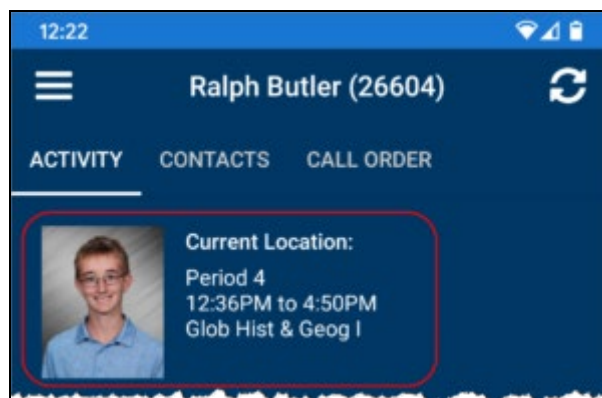 12:22
Ralph Butler (26604)
ACTIVITY CONTACTS CALL ORDER
Current Location:
Period 4
12:36PM to 4:50PM
Glob Hist & Geog I